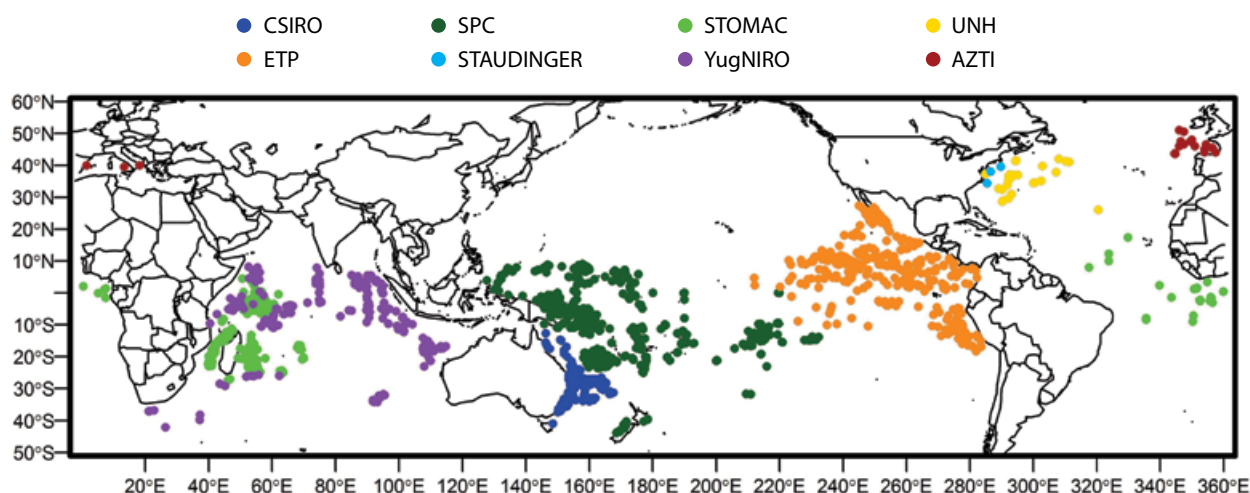 CSIRO SPC STOMAC UNH
ETP STAUDINGER YugNIRO AZTI
60°N
50°N
40°N
30°N
20°N
10°N
10°S
20°S
30°S
40°S
50°S
20°E 40°E 60°E 80°E 100°E 120°E 140°E 160°E 180°E 200°E 220°E 240°E 260°E 280°E 300°E 320°E 340°E 360°E